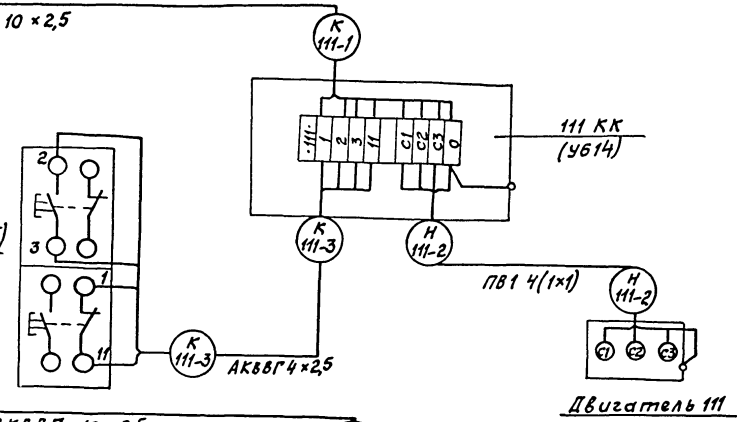 10 × 2,5
К
111-1
·111·
1
2
3
11
С1
С2
С3
0
111 КК
(У614)
2
3
К
111-3
Н
111-2
ПВ1 4(1×1)
Н
111-2
1
11
К
111-3
АКВВГ 4 × 2,5
С1
С2
С3
Двигатель 111